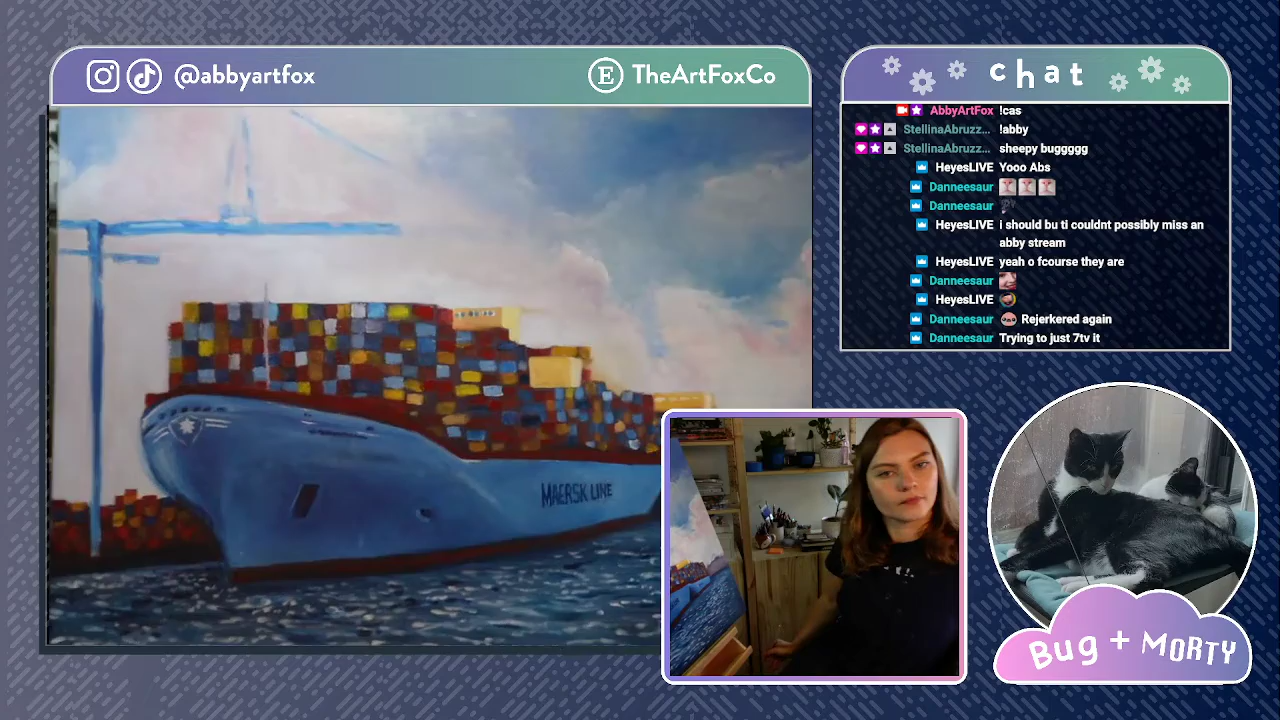 @abbyartfox
TheArtFoxCo
chat
AbbyArtFox !cas
StellinaAbruzz... !abby
StellinaAbruzz... sheepy buggggg
HeyesLIVE Yooo Abs
Danneesaur
Danneesaur
HeyesLIVE i should bu ti couldnt possibly miss an
abby stream
HeyesLIVE yeah o fcourse they are
Danneesaur
HeyesLIVE
Danneesaur Rejerkered again
Danneesaur Trying to just 7tv it
MAERSK LINE
Bug + MORTY